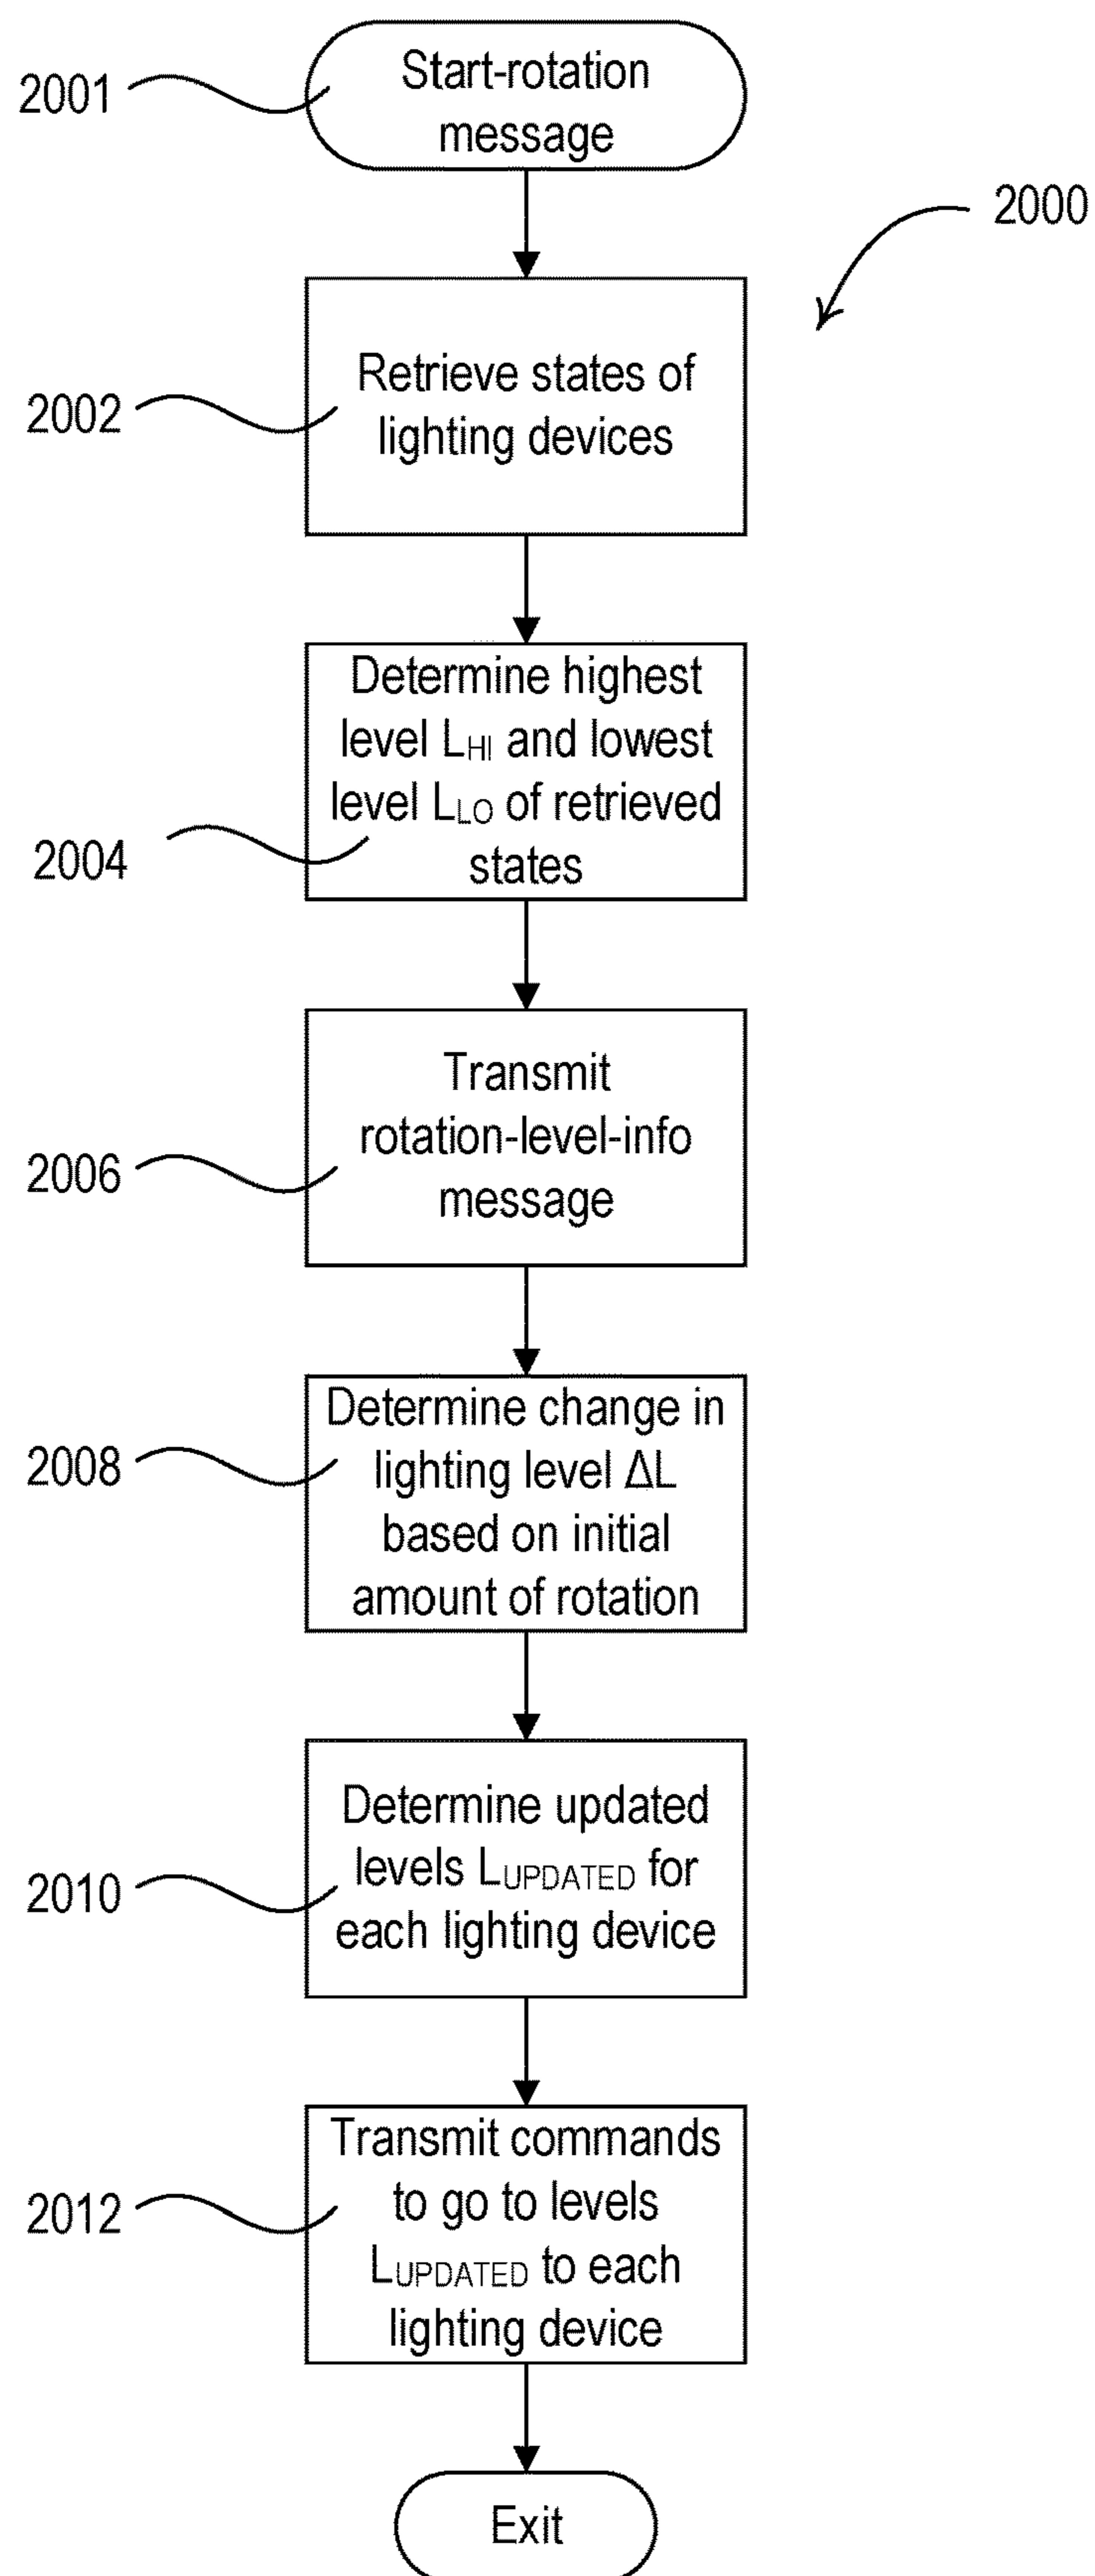 2001
Start-rotation
message
2000
2002
Retrieve states of
lighting devices
2004
Determine highest
level LHI and lowest
level LLO of retrieved
states
2006
Transmit
rotation-level-info
message
2008
Determine change in
lighting level ΔL
based on initial
amount of rotation
2010
Determine updated
levels LUPDATED for
each lighting device
2012
Transmit commands
to go to levels
LUPDATED to each
lighting device
Exit